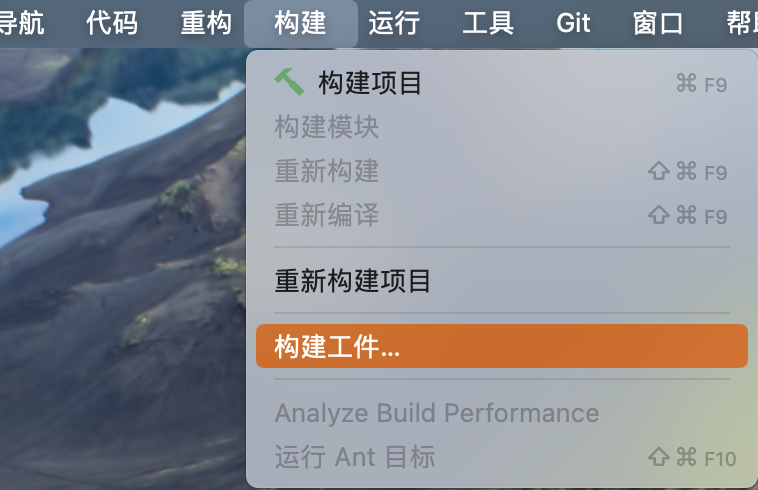 导航 代码 重构 构建 运行 工具 Git 窗口 帮助
构建项目 ⌘ F9
构建模块
重新构建 ⇧ ⌘ F9
重新编译 ⇧ ⌘ F9
重新构建项目
构建工件...
Analyze Build Performance
运行 Ant 目标 ⇧ ⌘ F10